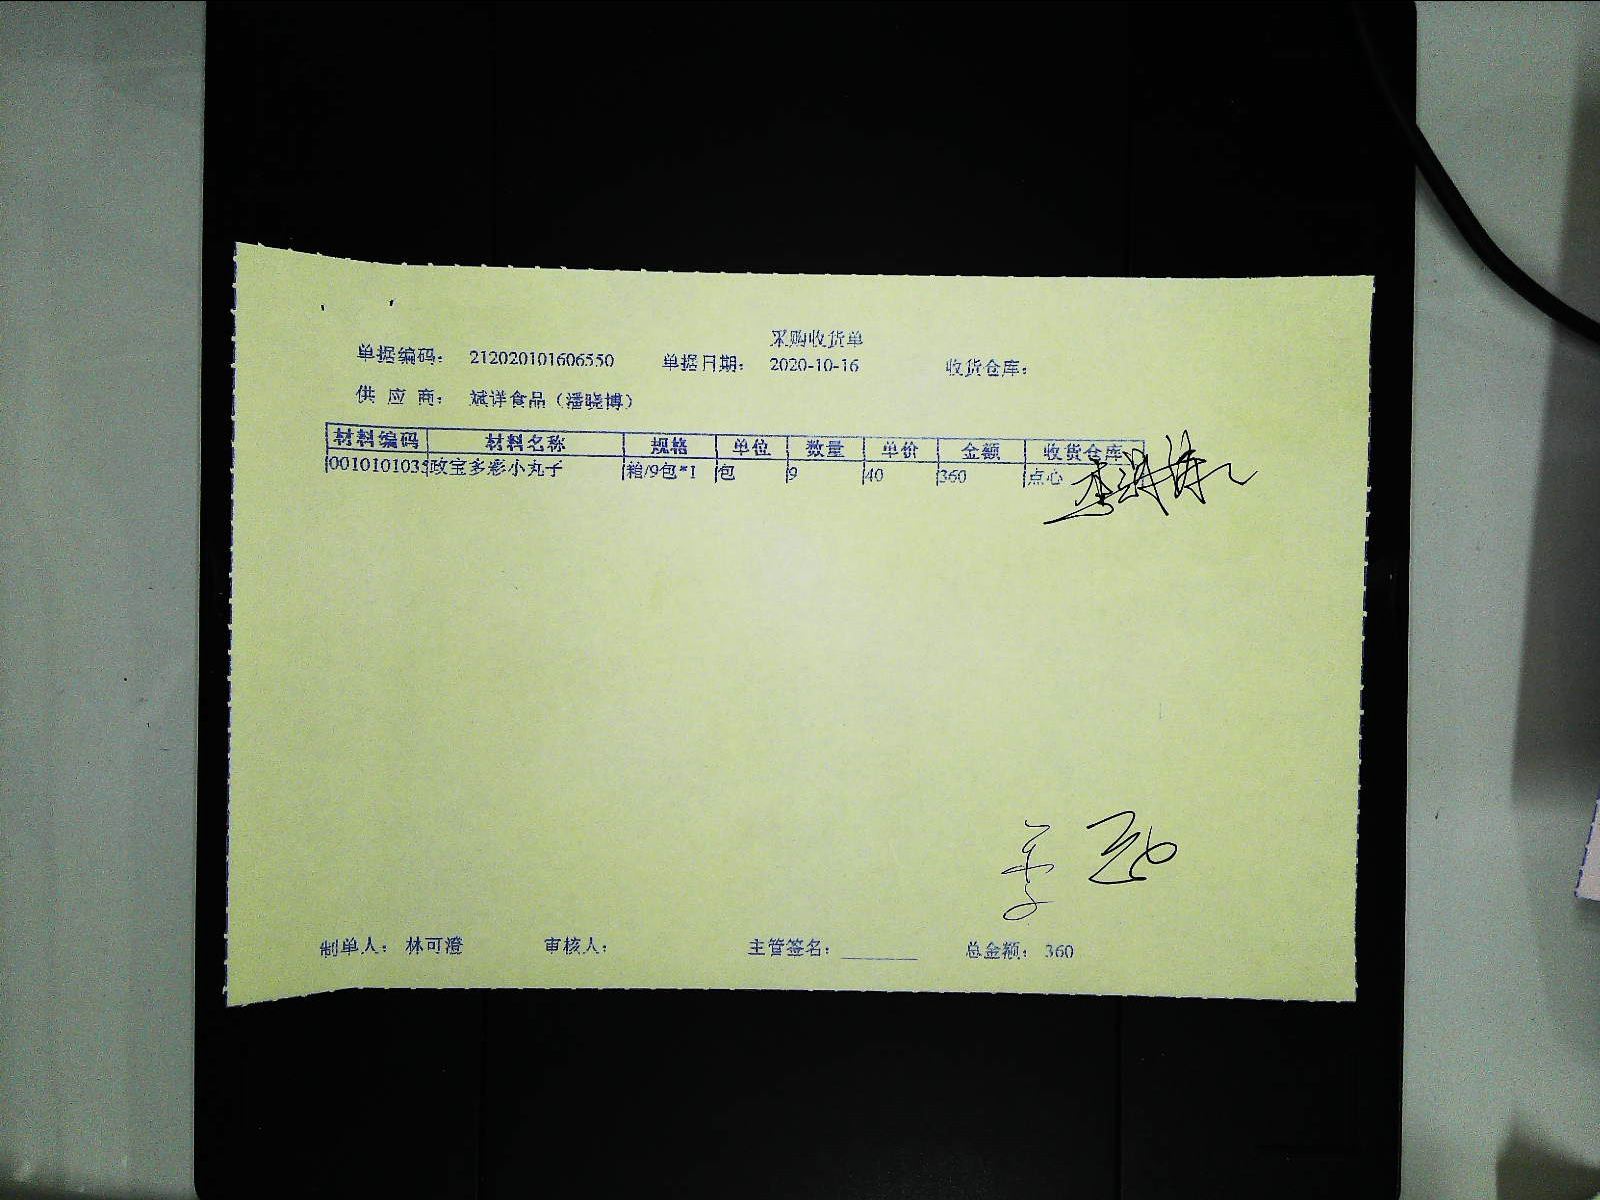 采购收货单
单据编码： 212020101606550 单据日期： 2020-10-16 收货仓库：
供 应 商： 斌洋食品（潘晓博）
材料编码 材料名称 规格 单位 数量 单价 金额 收货仓库
0010101035 政宝多彩小丸子 箱/9包*1 包 9 40 360 点心
制单人： 林可澄 审核人： 主管签名： 总金额： 360